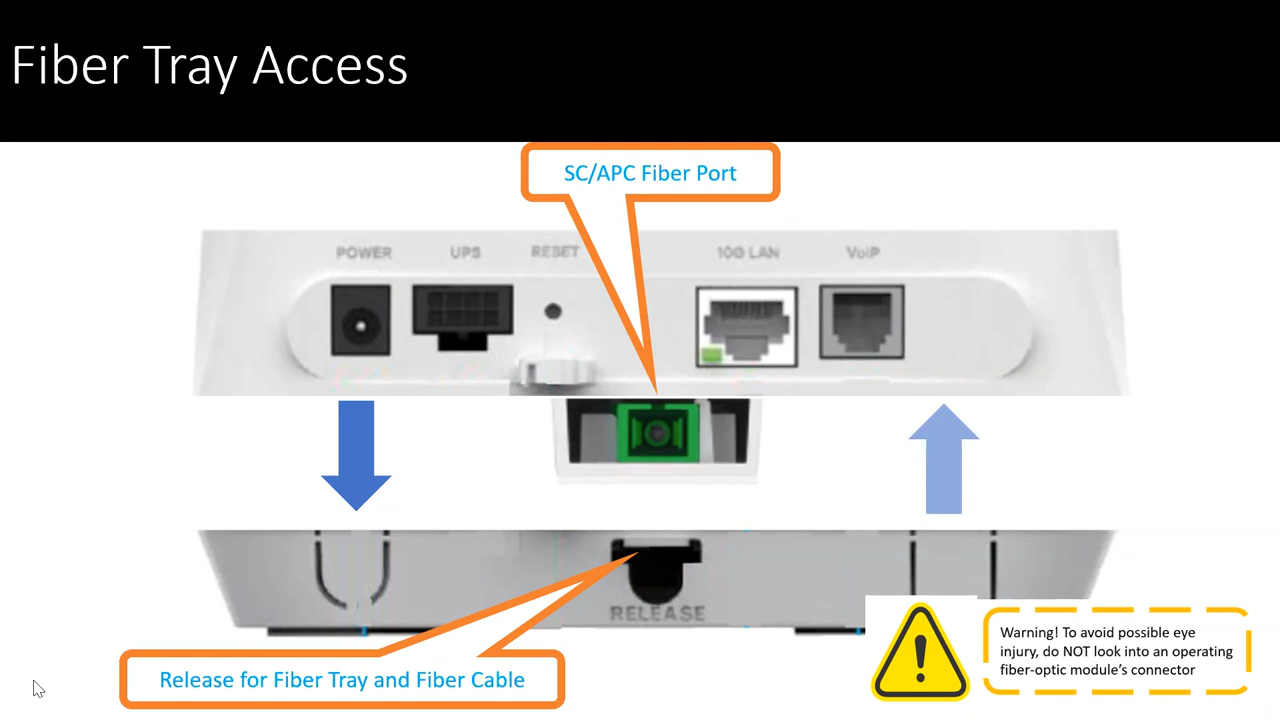 Fiber Tray Access
SC/APC Fiber Port
POWER
UPS
RESET
10G LAN
VoIP
RELEASE
Release for Fiber Tray and Fiber Cable
Warning! To avoid possible eye
injury, do NOT look into an operating
fiber-optic module's connector